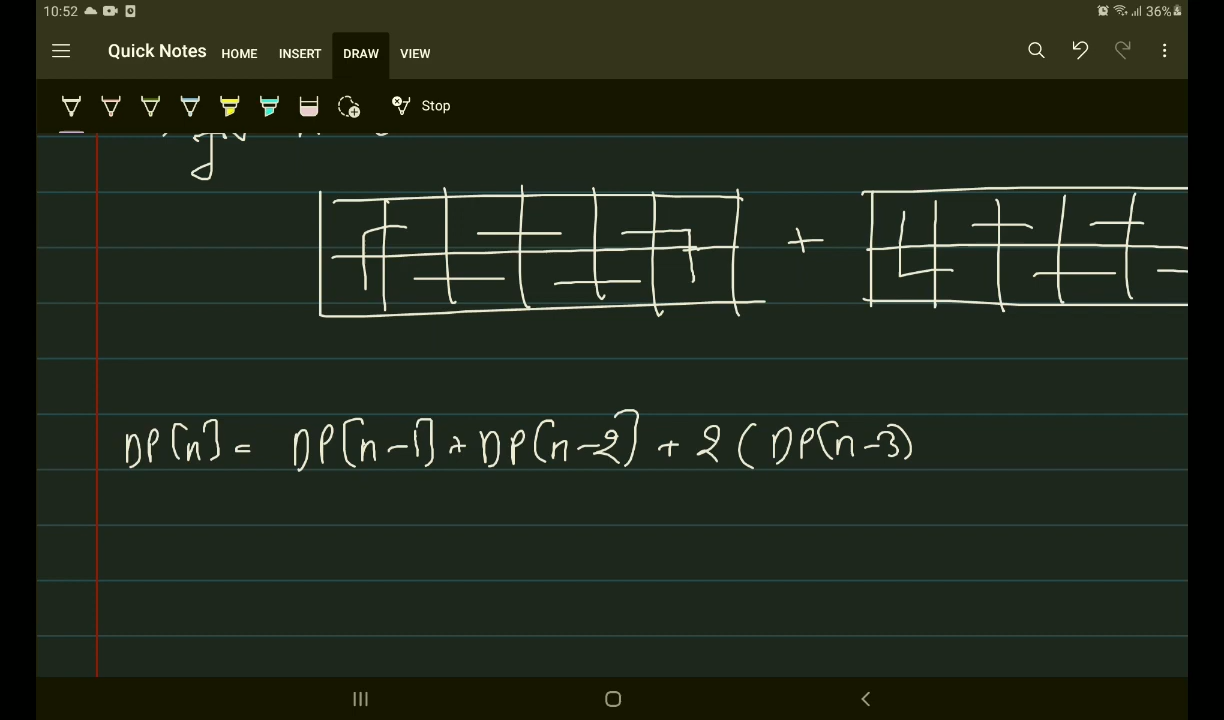 10:52 36%
Quick Notes HOME INSERT DRAW VIEW
Stop
+
DP[n] = DP[n-1] + DP[n-2] + 2 ( DP[n-3)